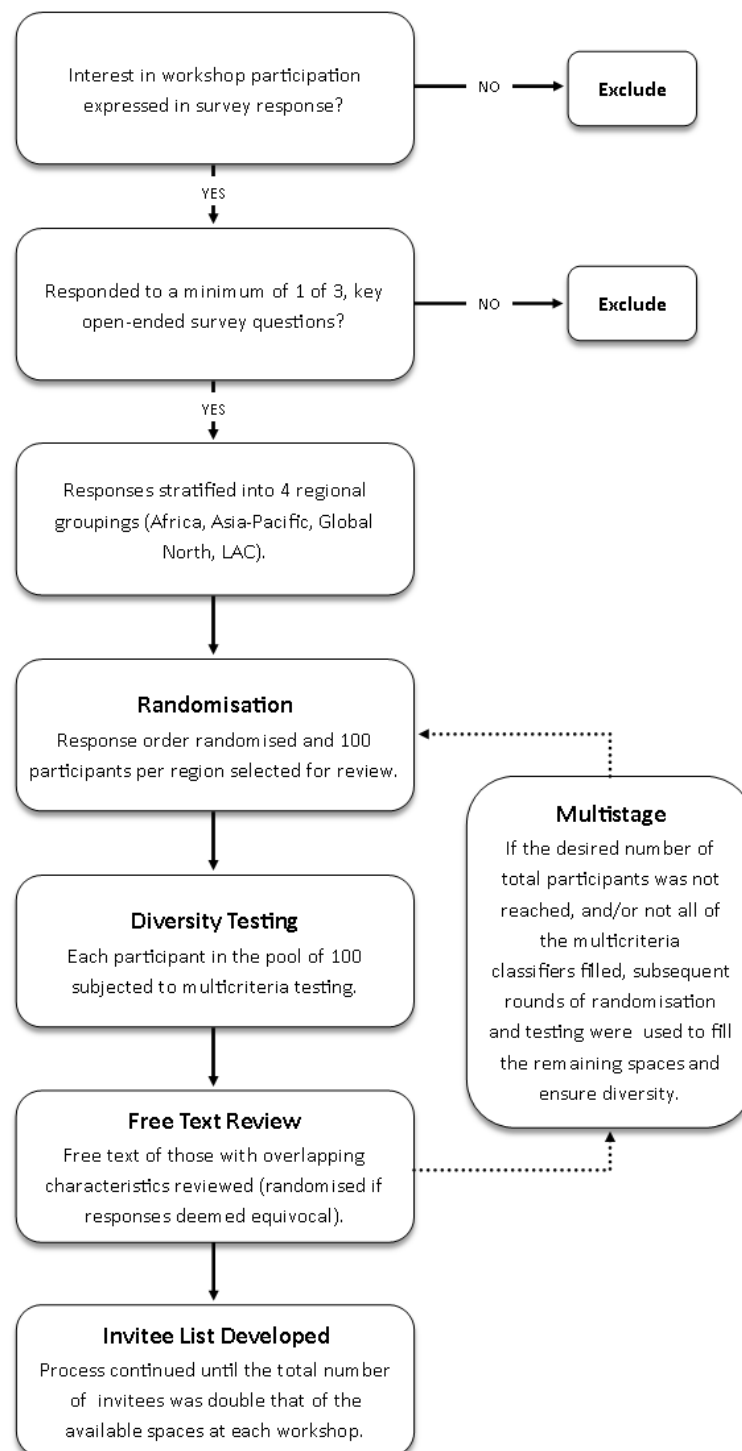 Interest in workshop participation
expressed in survey response?
NO
Exclude
YES
Responded to a minimum of 1 of 3, key
open-ended survey questions?
NO
Exclude
YES
Responses stratified into 4 regional
groupings (Africa, Asia-Pacific, Global
North, LAC).
Randomisation
Response order randomised and 100
participants per region selected for review.
Multistage
If the desired number of
total participants was not
reached, and/or not all of
the multicriteria
classifiers filled, subsequent
rounds of randomisation
and testing were used to fill
the remaining spaces and
ensure diversity.
Diversity Testing
Each participant in the pool of 100
subjected to multicriteria testing.
Free Text Review
Free text of those with overlapping
characteristics reviewed (randomised if
responses deemed equivocal).
Invitee List Developed
Process continued until the total number
of invitees was double that of the
available spaces at each workshop.